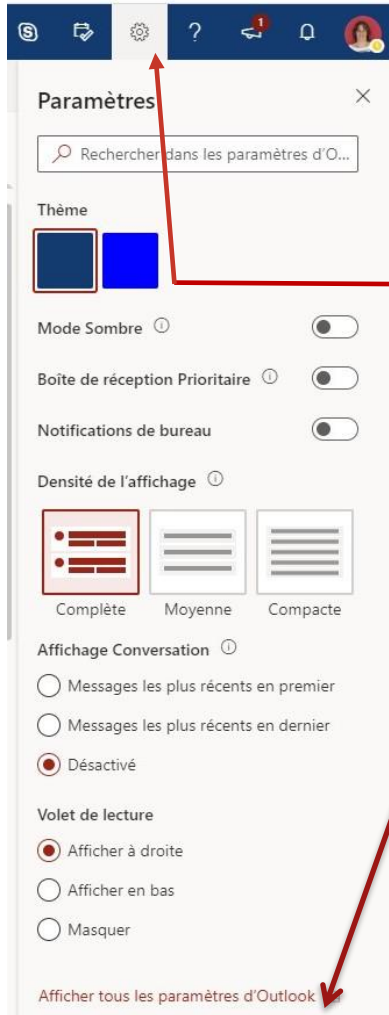 S ? 1
Paramètres
Rechercher dans les paramètres d'O...
Thème
Mode Sombre
Boîte de réception Prioritaire
Notifications de bureau
Densité de l'affichage
Complète Moyenne Compacte
Affichage Conversation
Messages les plus récents en premier
Messages les plus récents en dernier
Désactivé
Volet de lecture
Afficher à droite
Afficher en bas
Masquer
Afficher tous les paramètres d'Outlook